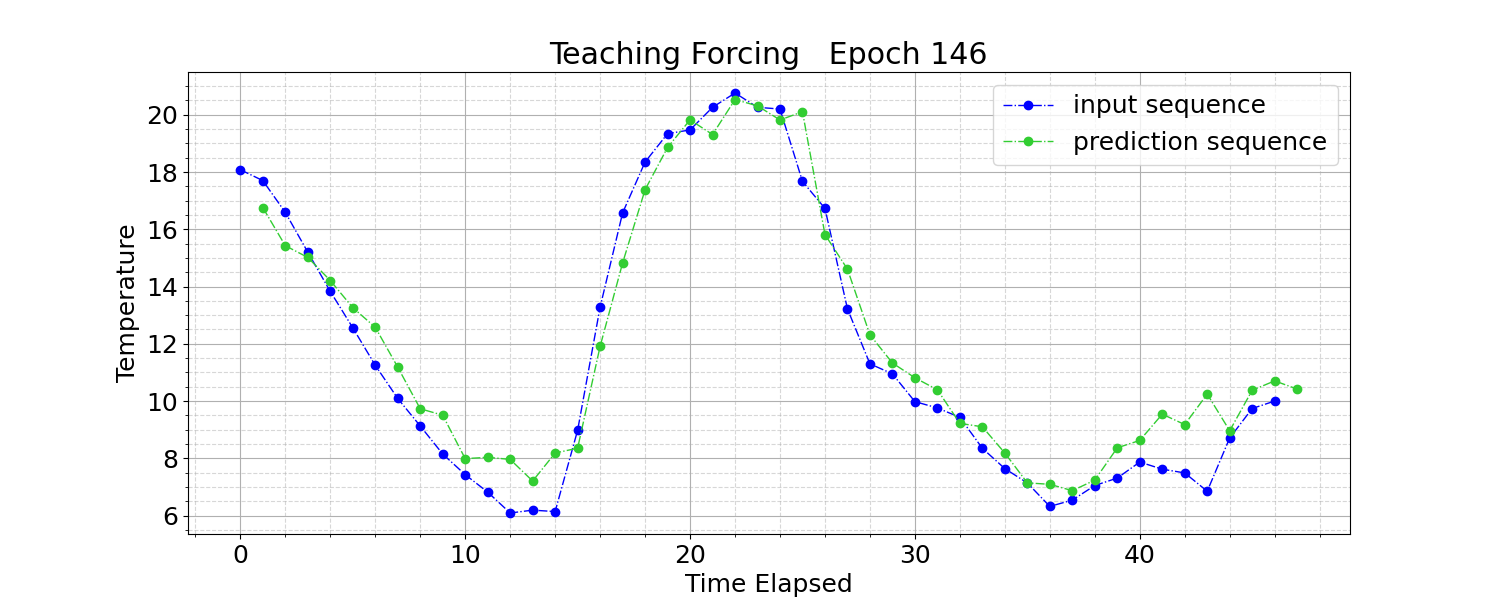 Teaching Forcing   Epoch 146
input sequence
prediction sequence
20
18
16
14
12
10
8
6
Temperature
0 10 20 30 40
Time Elapsed